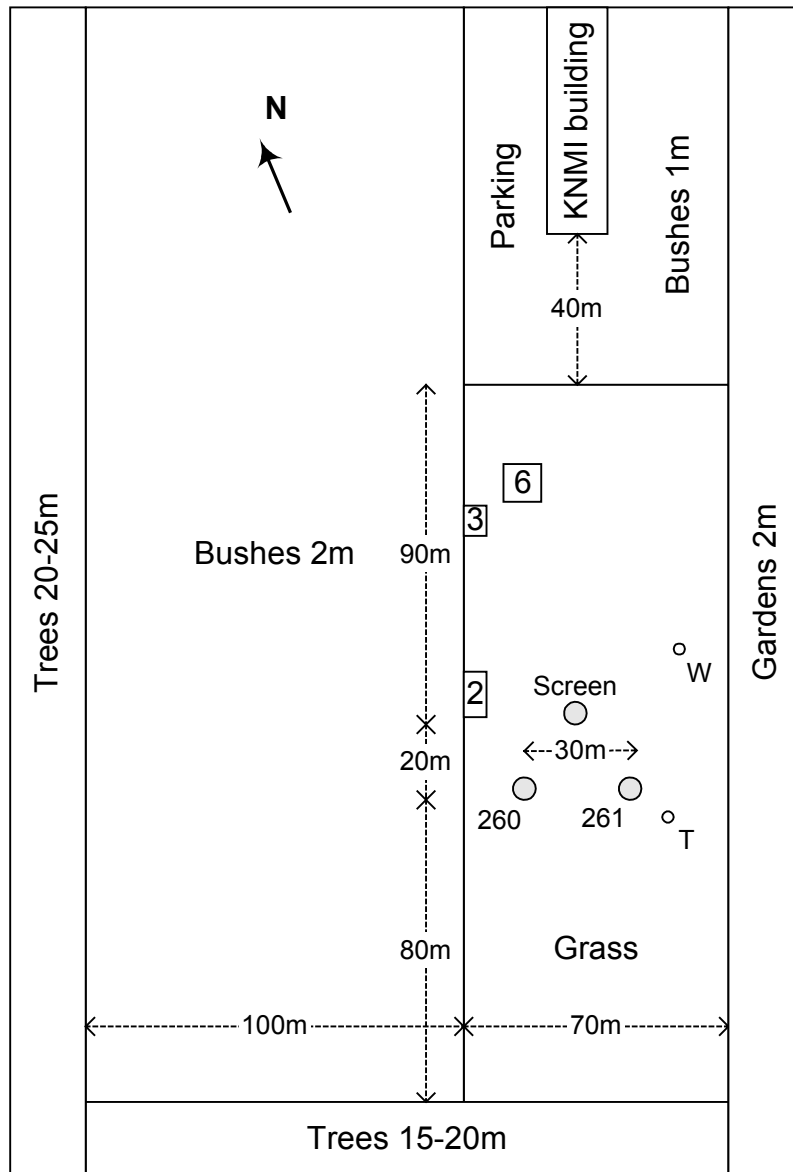 N
KNMI building
Parking
Bushes 1m
40m
6
3
Trees 20-25m
Bushes 2m
90m
Gardens 2m
W
2
Screen
20m
30m
260
261
T
80m
Grass
100m
70m
Trees 15-20m